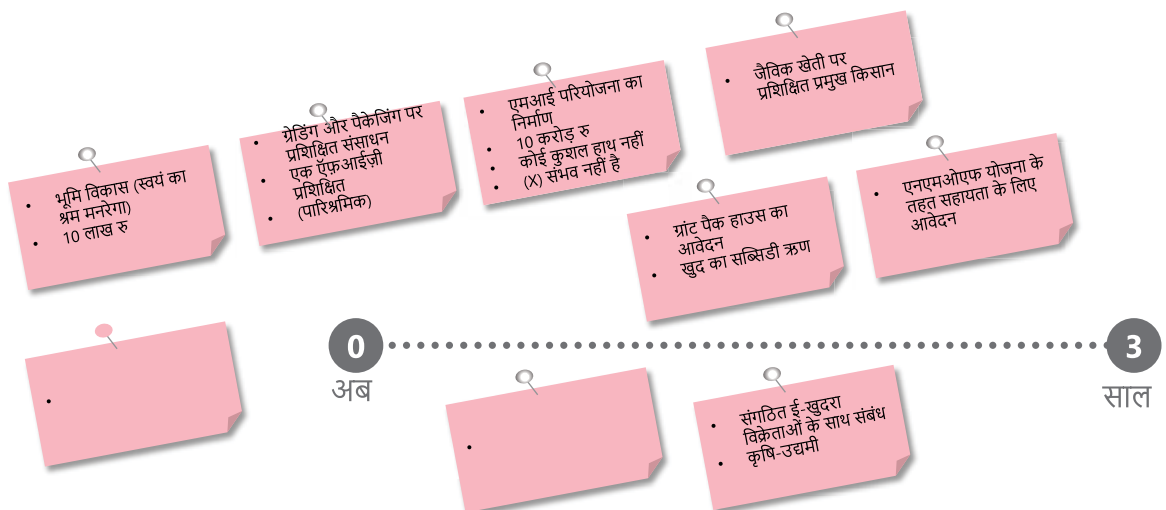 भूमि विकास (स्वयं का
श्रम मनरेगा)
10 लाख रु
ग्रेडिंग और पैकेजिंग पर
प्रशिक्षित संसाधन
एक ऍफ़आईज़ी
प्रशिक्षित
(पारिश्रमिक)
एमआई परियोजना का
निर्माण
10 करोड़ रु
कोई कुशल हाथ नहीं
(X) संभव नहीं है
जैविक खेती पर
प्रशिक्षित प्रमुख किसान
ग्रांट पैक हाउस का
आवेदन
खुद का सब्सिडी ऋण
एनएमओएफ योजना के
तहत सहायता के लिए
आवेदन
0
अब
3
साल
संगठित ई-खुदरा
विक्रेताओं के साथ संबंध
कृषि-उद्यमी